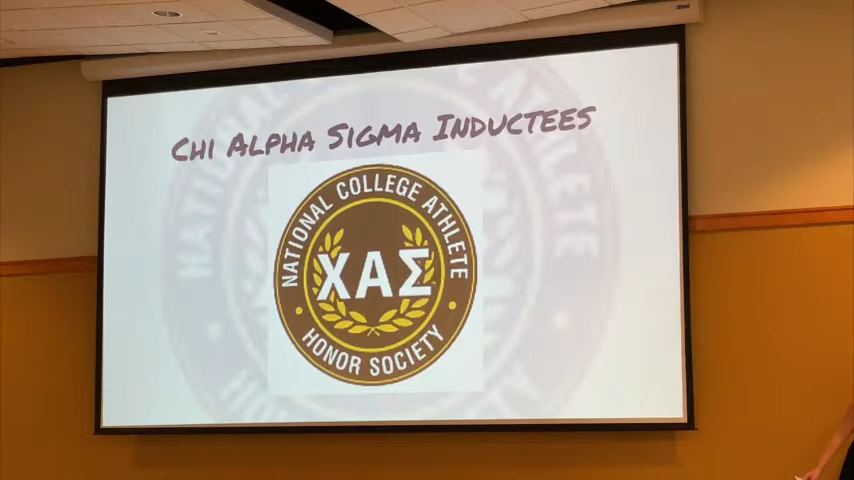 CHI ALPHA SIGMA INDUCTEES
NATIONAL COLLEGE ATHLETE
ΧΑΣ
HONOR SOCIETY